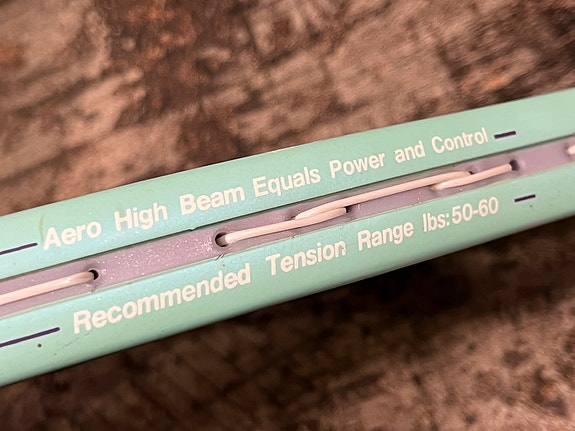 Aero High Beam Equals Power and Control
Recommended Tension Range lbs:50-60